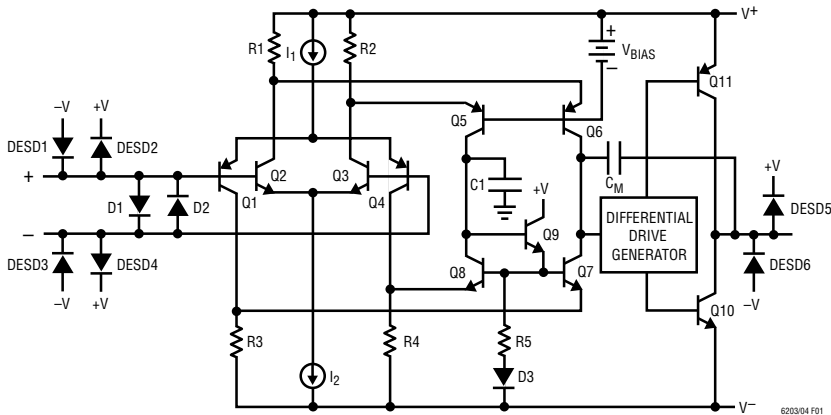 V+
R1
I1
R2
+
VBIAS
−
Q11
−V
+V
Q5
Q6
DESD1
DESD2
+
Q2
Q3
C1
CM
+V
D1
D2
Q1
Q4
+V
DIFFERENTIAL
DRIVE
GENERATOR
DESD5
−
Q9
DESD3
DESD4
Q8
Q7
DESD6
−V
+V
−V
Q10
R3
R4
R5
I2
D3
V−
6203/04 F01